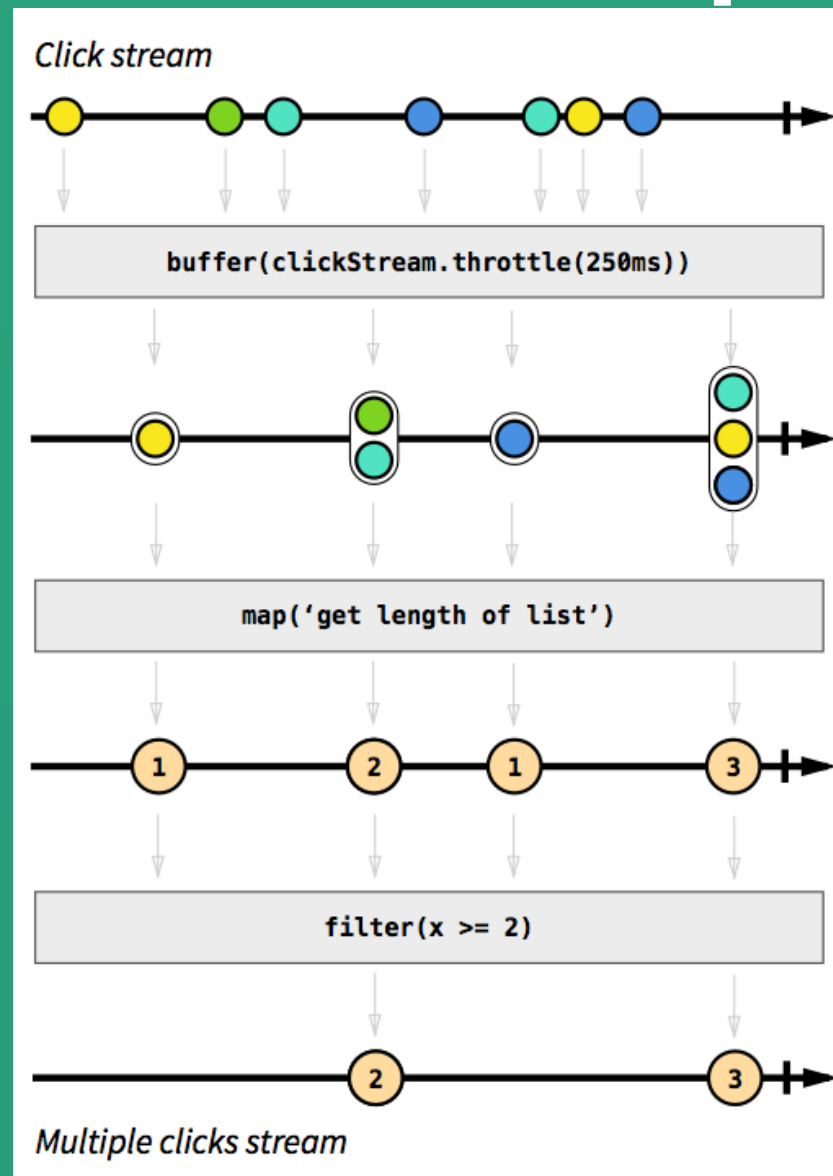 Click stream
buffer(clickStream.throttle(250ms))
map(‘get length of list’)
1 2 1 3
filter(x >= 2)
2 3
Multiple clicks stream